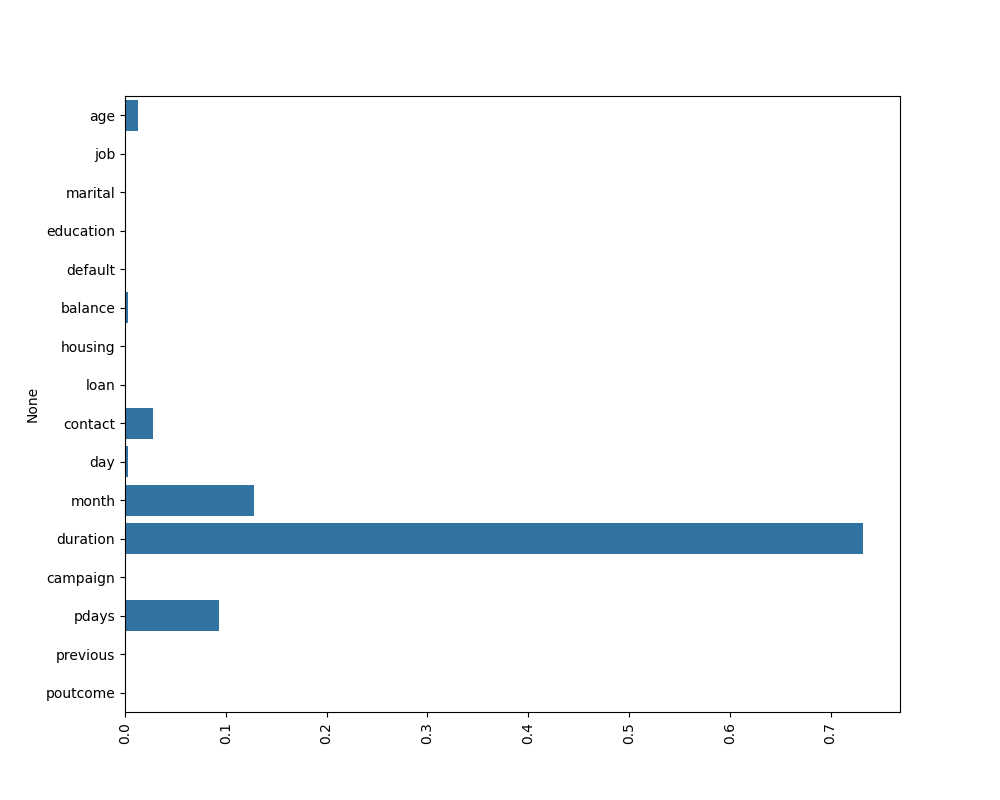 age
job
marital
education
default
balance
housing
loan
contact
day
month
duration
campaign
pdays
previous
poutcome
None
0.0
0.1
0.2
0.3
0.4
0.5
0.6
0.7